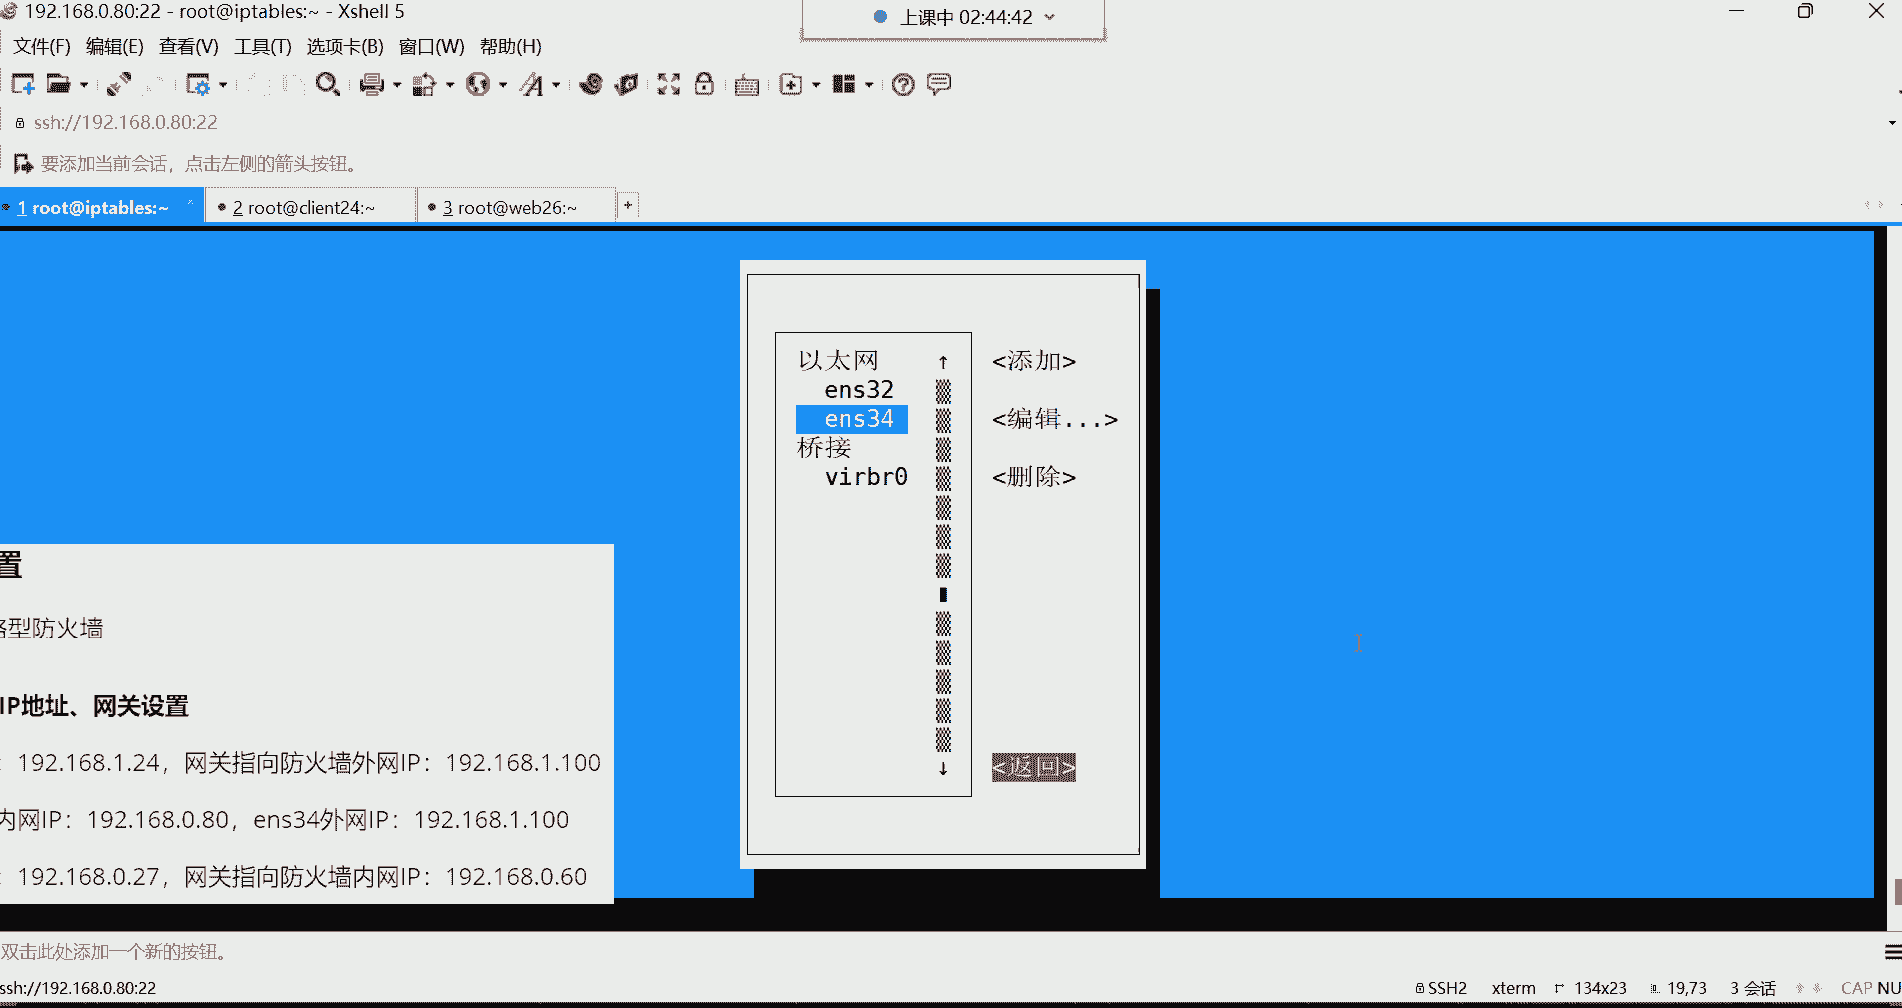 192.168.0.80:22 - root@iptables:~ - Xshell 5
上课中 02:44:42
文件(F) 编辑(E) 查看(V) 工具(T) 选项卡(B) 窗口(W) 帮助(H)
ssh://192.168.0.80:22
要添加当前会话，点击左侧的箭头按钮。
1 root@iptables:~
2 root@client24:~
3 root@web26:~
+
以太网 ↑ <添加>
ens32
ens34 <编辑...>
桥接
virbr0 <删除>
↓ <返回>
置
型防火墙
IP地址、网关设置
：192.168.1.24，网关指向防火墙外网IP：192.168.1.100
内网IP：192.168.0.80，ens34外网IP：192.168.1.100
：192.168.0.27，网关指向防火墙内网IP：192.168.0.60
双击此处添加一个新的按钮。
ssh://192.168.0.80:22
SSH2 xterm 134x23 19,73 3 会话 CAP NU